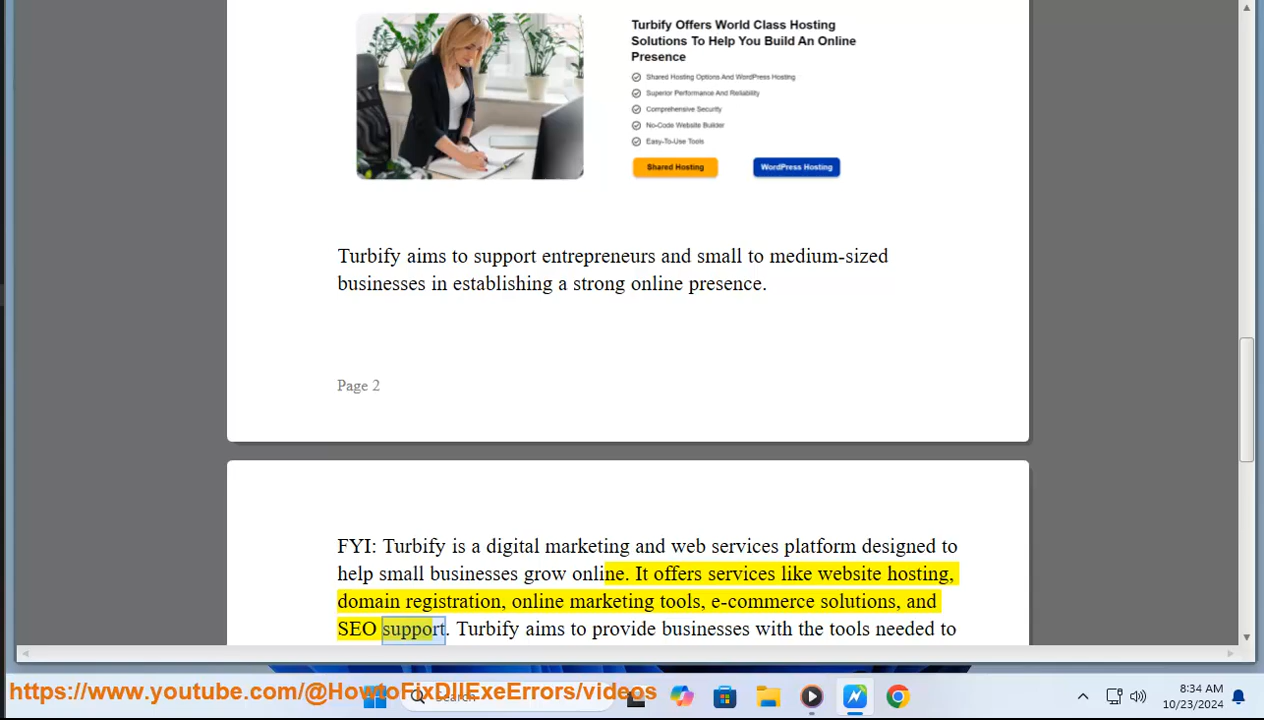 Turbify Offers World Class Hosting
Solutions To Help You Build An Online
Presence
Shared Hosting Options And WordPress Hosting
Superior Performance And Reliability
Comprehensive Security
No-Code Website Builder
Easy-To-Use Tools
Shared Hosting
WordPress Hosting
Turbify aims to support entrepreneurs and small to medium-sized
businesses in establishing a strong online presence.
Page 2
FYI: Turbify is a digital marketing and web services platform designed to
help small businesses grow online. It offers services like website hosting,
domain registration, online marketing tools, e-commerce solutions, and
SEO support. Turbify aims to provide businesses with the tools needed to
https://www.youtube.com/@HowtoFixDllExeErrors/videos
Search
8:34 AM
10/23/2024